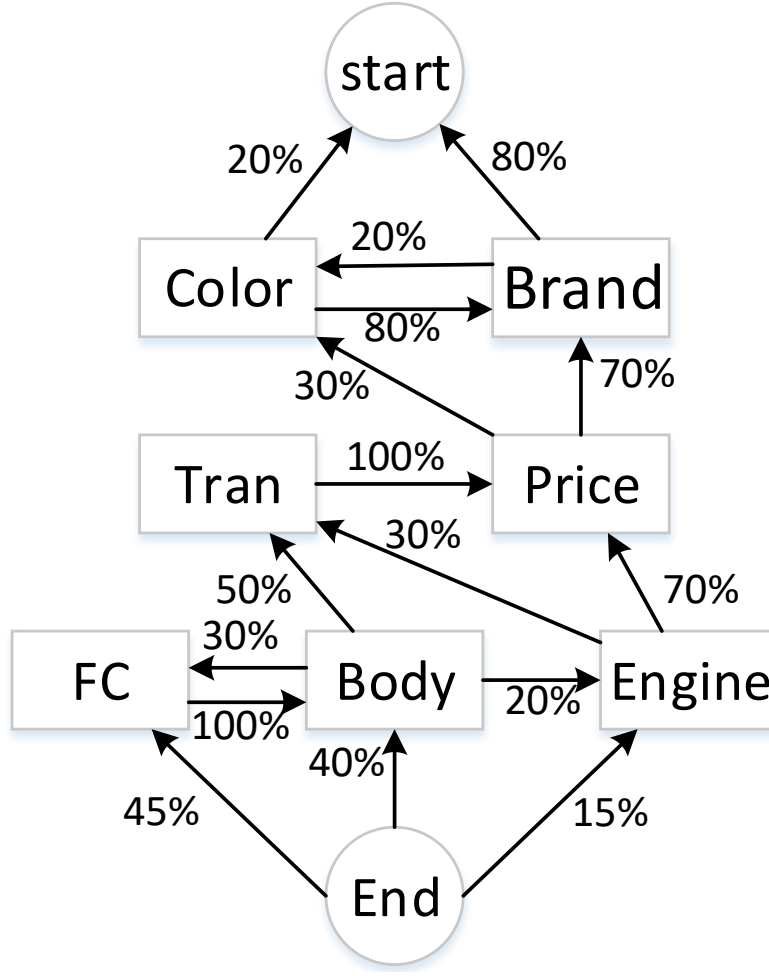 start
20%
80%
20%
Color
Brand
80%
30%
70%
100%
Tran
Price
30%
50%
70%
30%
FC
Body
Engine
20%
100%
40%
45%
15%
End